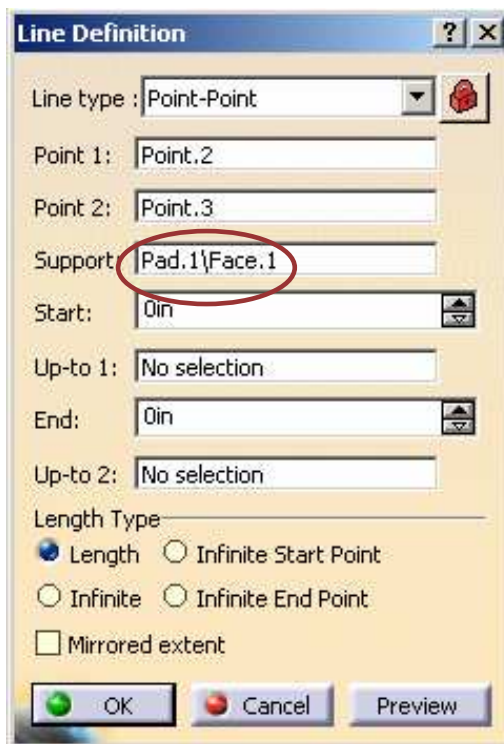 Line Definition ? X
Line type : Point-Point
Point 1: Point.2
Point 2: Point.3
Support: Pad.1\Face.1
Start: 0in
Up-to 1: No selection
End: 0in
Up-to 2: No selection
Length Type
Length Infinite Start Point
Infinite Infinite End Point
Mirrored extent
OK Cancel Preview